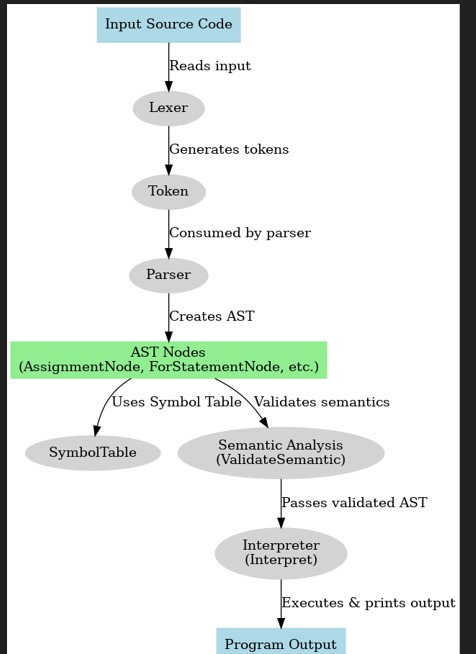 Input Source Code
Reads input
Lexer
Generates tokens
Token
Consumed by parser
Parser
Creates AST
AST Nodes
(AssignmentNode, ForStatementNode, etc.)
Uses Symbol Table
Validates semantics
SymbolTable
Semantic Analysis
(ValidateSemantic)
Passes validated AST
Interpreter
(Interpret)
Executes & prints output
Program Output